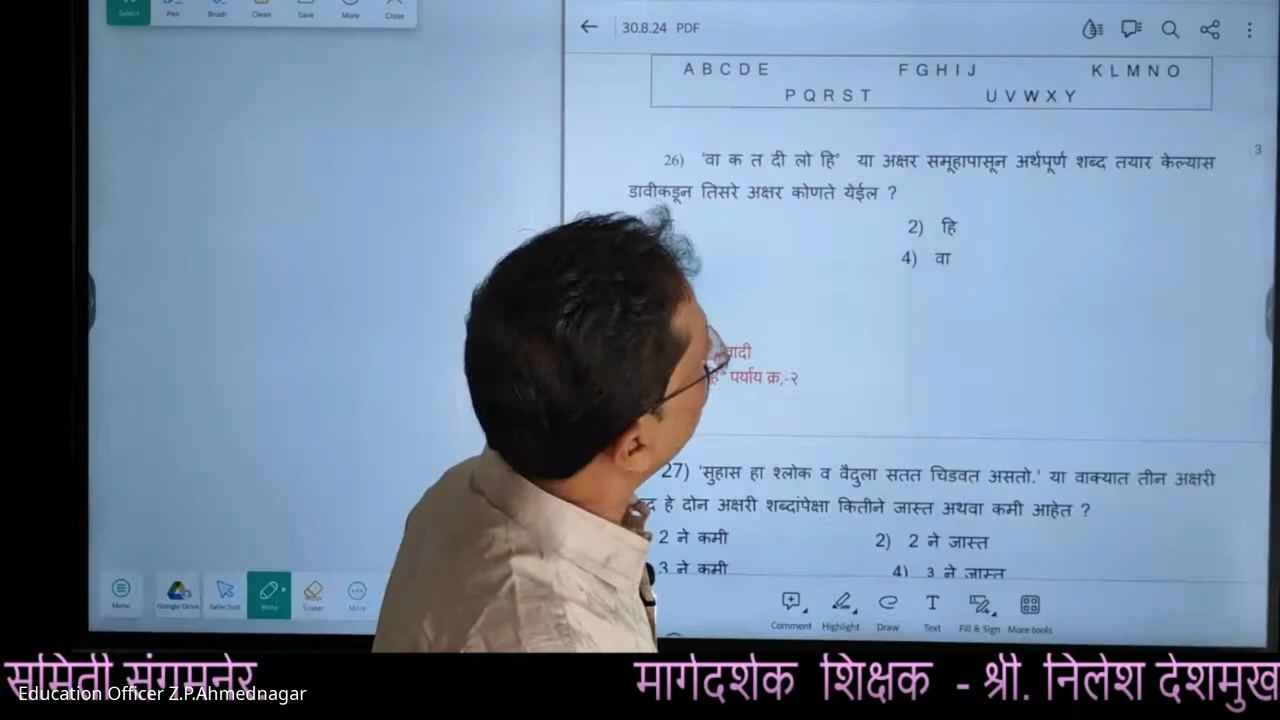 Select Pen Brush Clean Save More Close
30.8.24 PDF
A B C D E F G H I J K L M N O
P Q R S T U V W X Y
3
26) 'वा क त दी लो हि' या अक्षर समूहापासून अर्थपूर्ण शब्द तयार केल्यास
डावीकडून तिसरे अक्षर कोणते येईल ?
2) हि
4) वा
वादी
पर्याय क्र,-२
27) 'सुहास हा श्लोक व वैदुला सतत चिडवत असतो.' या वाक्यात तीन अक्षरी
हे दोन अक्षरी शब्दांपेक्षा कितीने जास्त अथवा कमी आहेत ?
2 ने कमी 2) 2 ने जास्त
3 ने कमी 4) 3 ने जास्त
Menu Google Drive Selection Write Eraser More
Comment Highlight Draw Text Fill & Sign More tools
समिती संगमनेर. मार्गदर्शक शिक्षक - श्री. निलेश देशमुख
Education Officer Z.P.Ahmednagar